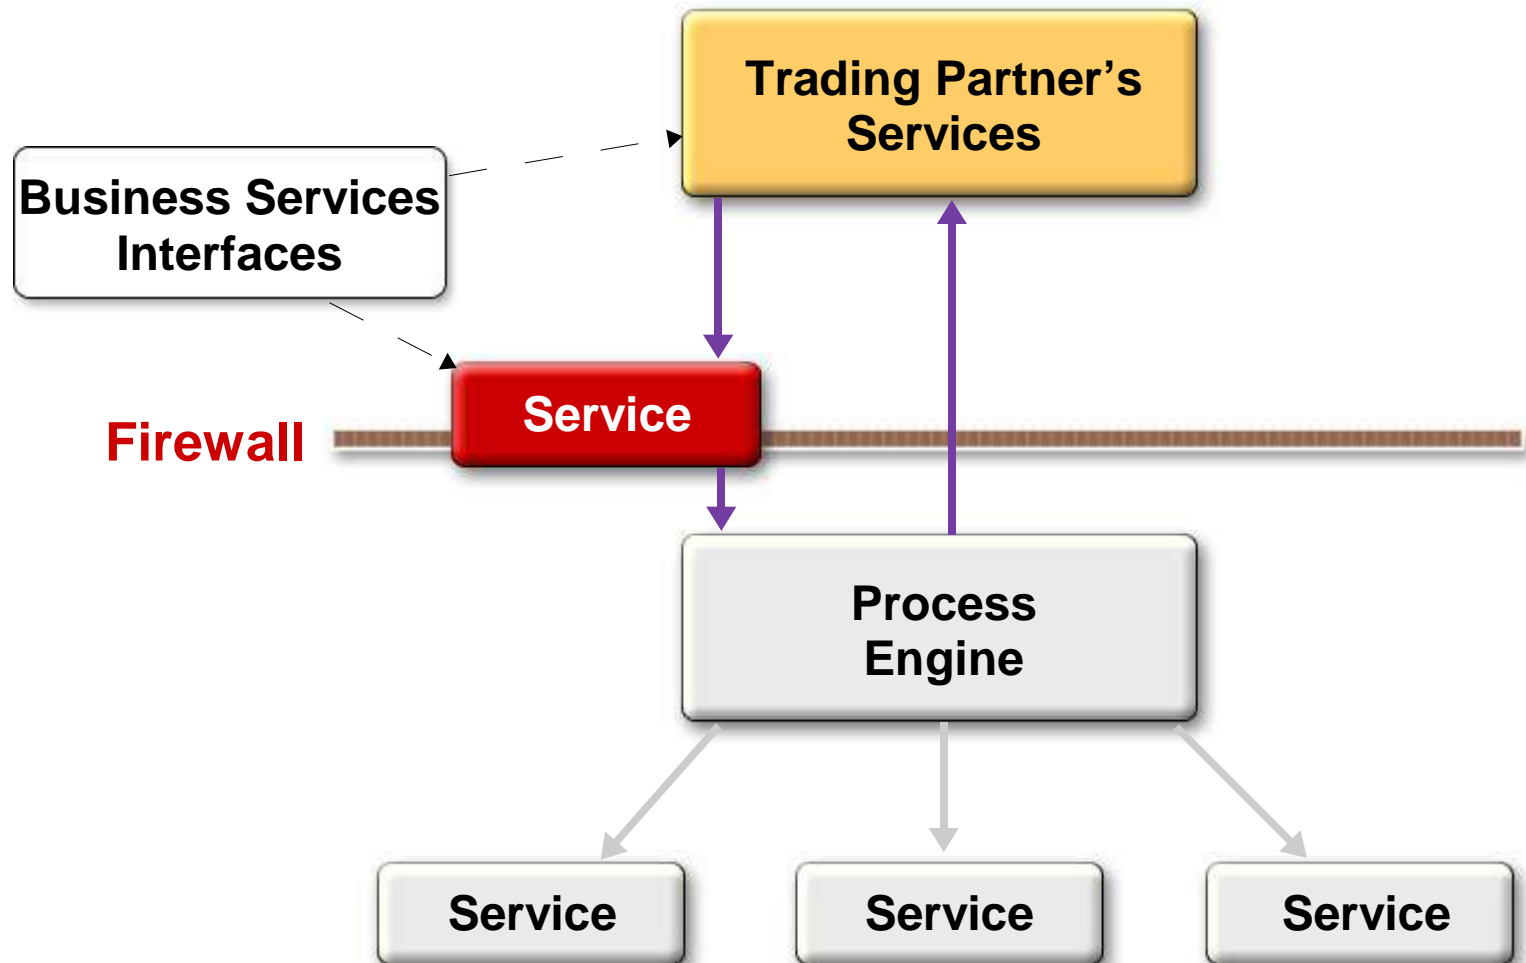 Trading Partner’s
Services
Business Services
Interfaces
Service
Firewall
Process
Engine
Service
Service
Service